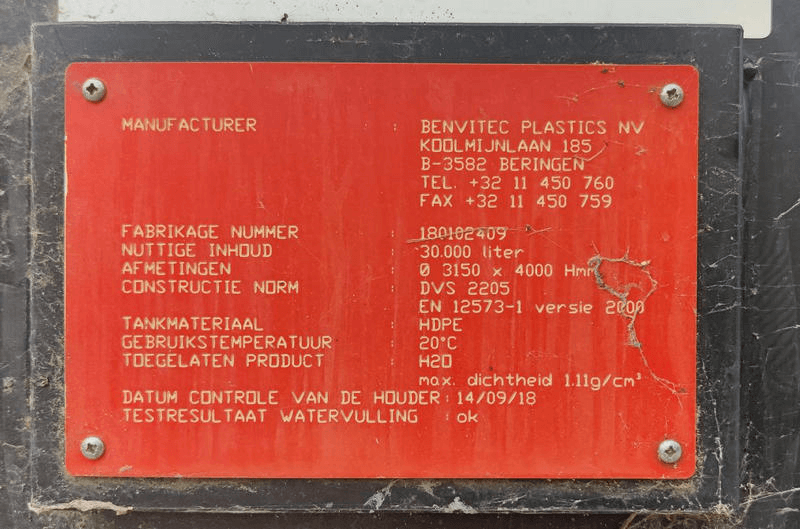 MANUFACTURER : BENVITEC PLASTICS NV
KOOLMIJNLAAN 185
B-3582 BERINGEN
TEL. +32 11 450 760
FAX +32 11 450 759
FABRIKAGE NUMMER : 180102409
NUTTIGE INHOUD : 30.000 liter
AFMETINGEN : Ø 3150 x 4000 Hmm
CONSTRUCTIE NORM : DVS 2205
EN 12573-1 versie 2000
TANKMATERIAAL : HDPE
GEBRUIKSTEMPERATUUR : 20°C
TOEGELATEN PRODUCT : H2O
max. dichtheid 1.11g/cm³
DATUM CONTROLE VAN DE HOUDER : 14/09/18
TESTRESULTAAT WATERVULLING : ok